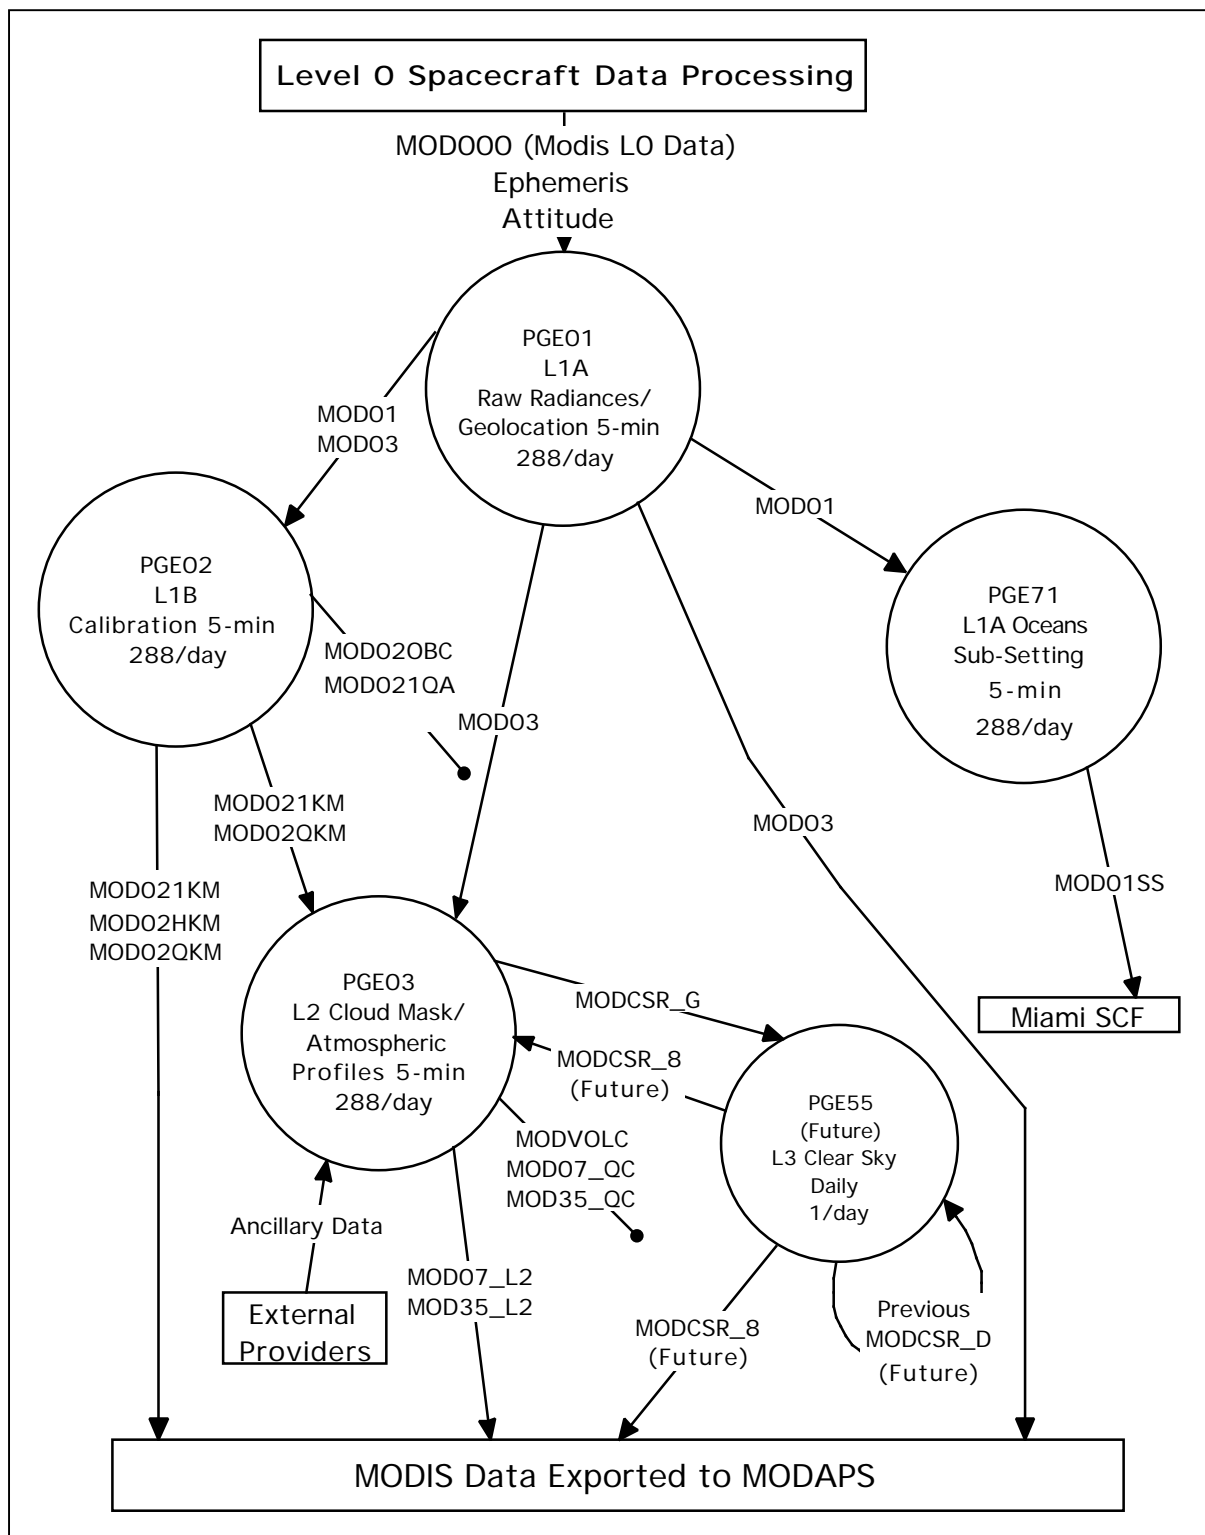 Level 0 Spacecraft Data Processing
MOD000 (Modis L0 Data)
Ephemeris
Attitude
PGE01
L1A
Raw Radiances/
Geolocation 5-min
288/day
MOD01
MOD03
MOD01
PGE02
L1B
Calibration 5-min
288/day
MOD02OBC
MOD021QA
PGE71
L1A Oceans
Sub-Setting
5-min
288/day
MOD03
MOD03
MOD021KM
MOD02QKM
MOD021KM
MOD02HKM
MOD02QKM
MOD01SS
Miami SCF
PGE03
L2 Cloud Mask/
Atmospheric
Profiles 5-min
288/day
MODCSR_G
MODCSR_8
(Future)
PGE55
(Future)
L3 Clear Sky
Daily
1/day
MODVOLC
MOD07_QC
MOD35_QC
Ancillary Data
External
Providers
MOD07_L2
MOD35_L2
MODCSR_8
(Future)
Previous
MODCSR_D
(Future)
MODIS Data Exported to MODAPS